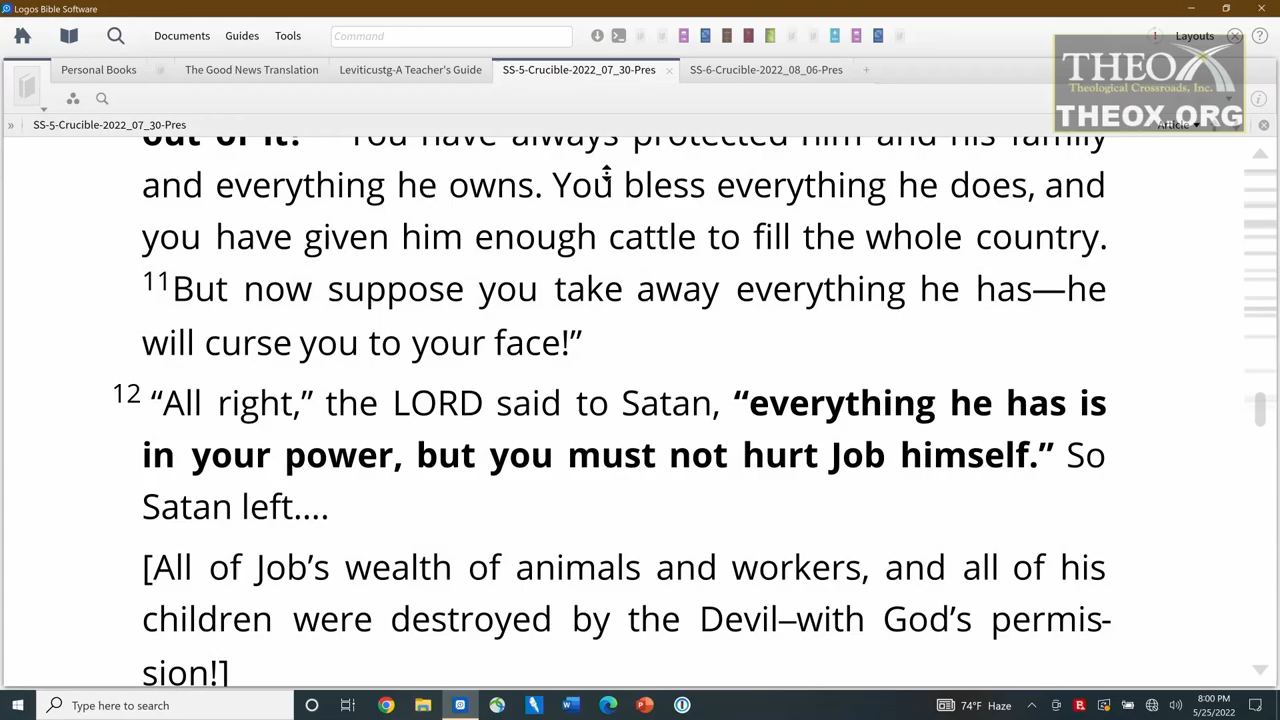 Logos Bible Software
Documents Guides Tools Command Layouts
THEOX
Theological Crossroads, Inc.
THEOX.ORG
Personal Books The Good News Translation Leviticustg Teacher's Guide SS-5-Crucible-2022_07_30-Pres SS-6-Crucible-2022_08_06-Pres
SS-5-Crucible-2022_07_30-Pres Article
out of it? You have always protected him and his family
and everything he owns. You bless everything he does, and
you have given him enough cattle to fill the whole country.
11But now suppose you take away everything he has—he
will curse you to your face!”
12 “All right,” the LORD said to Satan, “everything he has is
in your power, but you must not hurt Job himself.” So
Satan left....
[All of Job’s wealth of animals and workers, and all of his
children were destroyed by the Devil–with God’s permis-
sion!]
Type here to search 74°F Haze 8:00 PM
5/25/2022